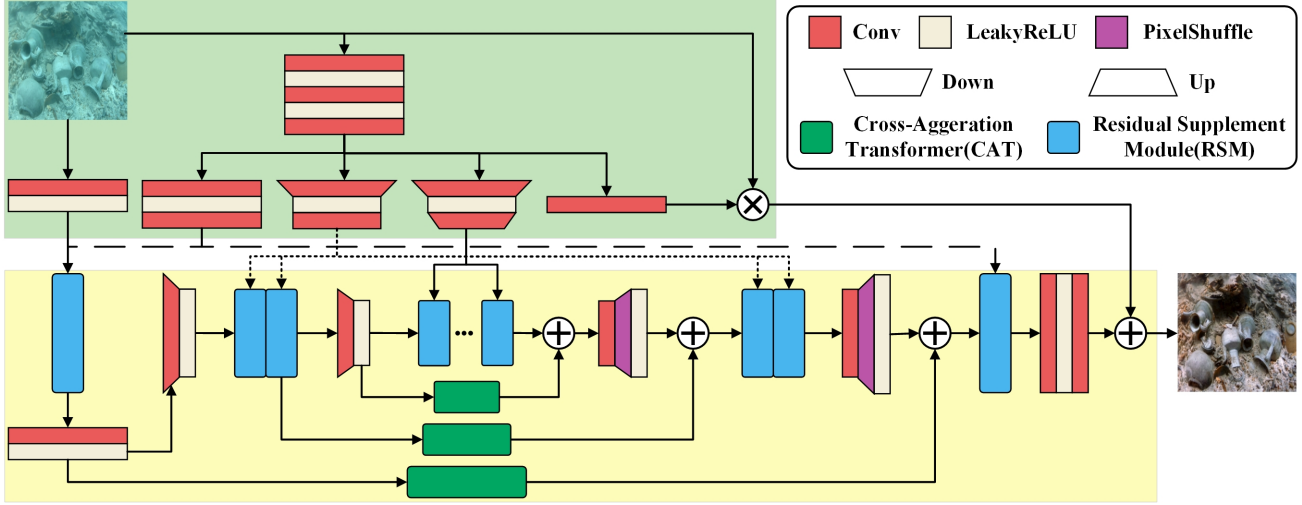 Conv LeakyReLU PixelShuffle
Down Up
Cross-Aggeration
Transformer(CAT)
Residual Supplement
Module(RSM)